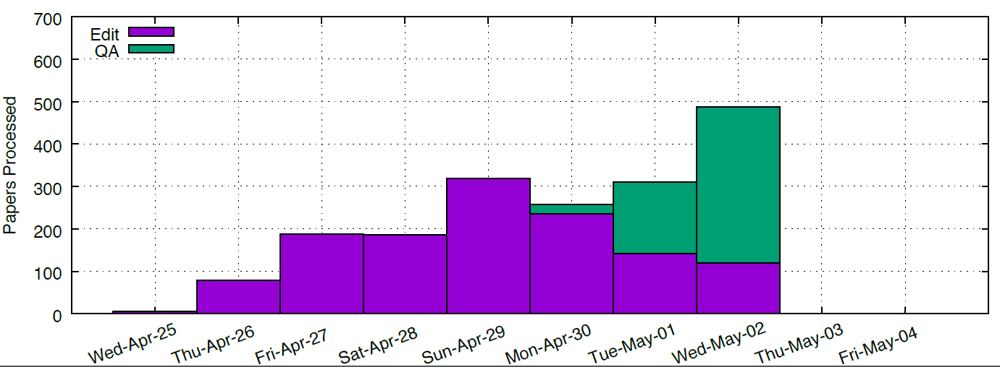 700
600
500
400
300
200
100
0
Papers Processed
Edit
QA
Wed-Apr-25
Thu-Apr-26
Fri-Apr-27
Sat-Apr-28
Sun-Apr-29
Mon-Apr-30
Tue-May-01
Wed-May-02
Thu-May-03
Fri-May-04